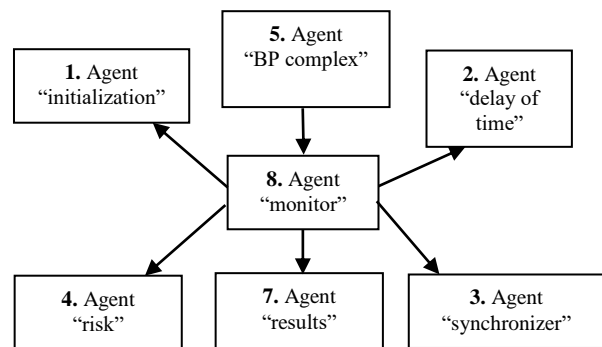 5. Agent
“BP complex”
1. Agent
“initialization”
2. Agent
“delay of
time”
8. Agent
“monitor”
4. Agent
“risk”
7. Agent
“results”
3. Agent
“synchronizer”